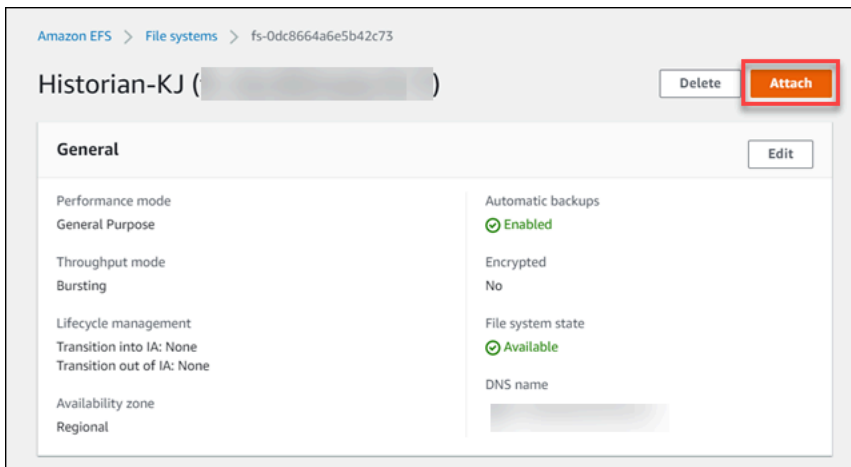 Amazon EFS > File systems > fs-0dc8664a6e5b42c73
Historian-KJ ( )
Delete
Attach
General
Edit
Performance mode
General Purpose
Throughput mode
Bursting
Lifecycle management
Transition into IA: None
Transition out of IA: None
Availability zone
Regional
Automatic backups
Enabled
Encrypted
No
File system state
Available
DNS name